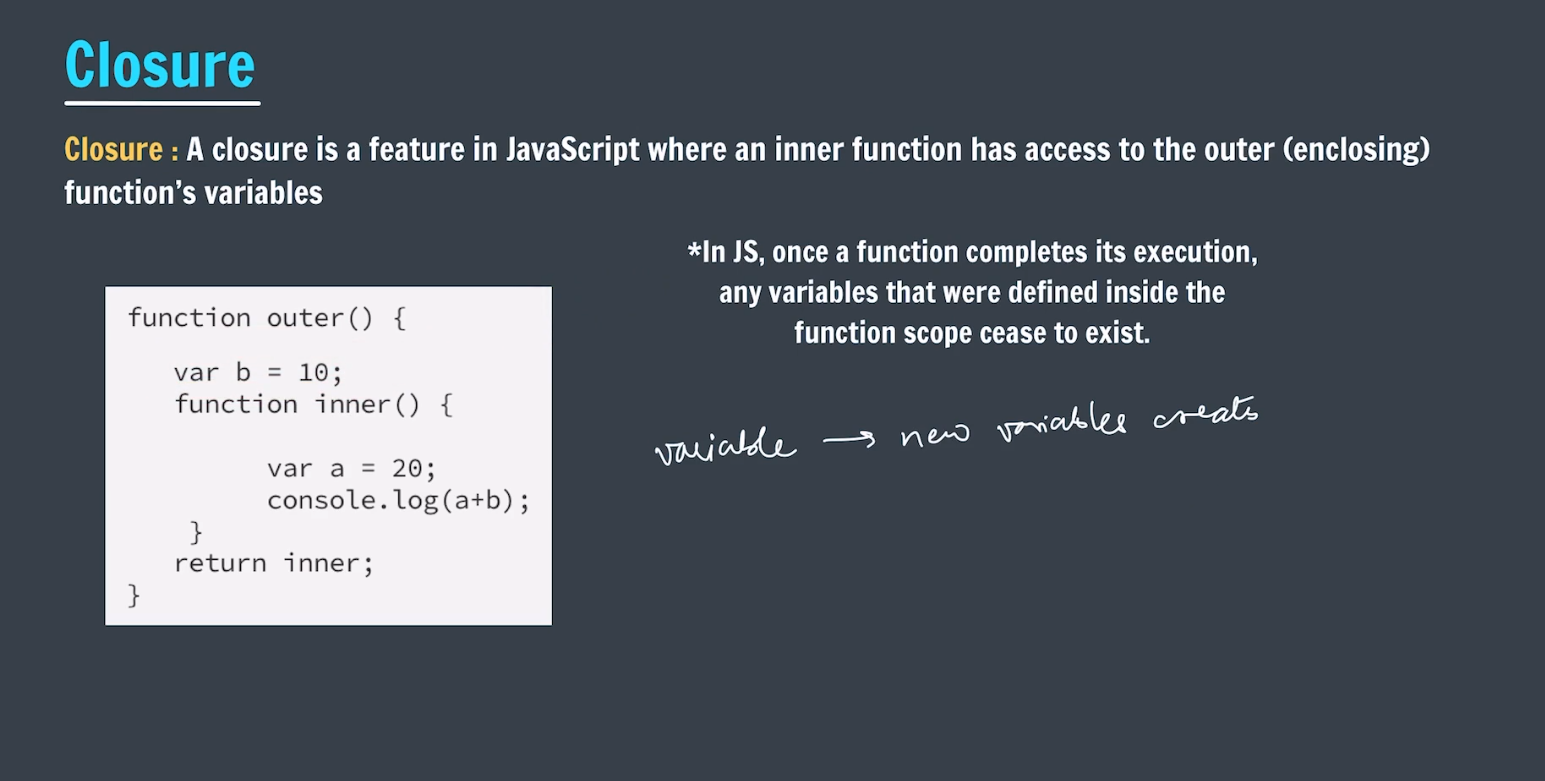 Closure
Closure : A closure is a feature in JavaScript where an inner function has access to the outer (enclosing)
function's variables
*In JS, once a function completes its execution,
any variables that were defined inside the
function scope cease to exist.
function outer() {
var b = 10;
function inner() {
var a = 20;
console.log(a+b);
}
return inner;
}
variable → new variables creats